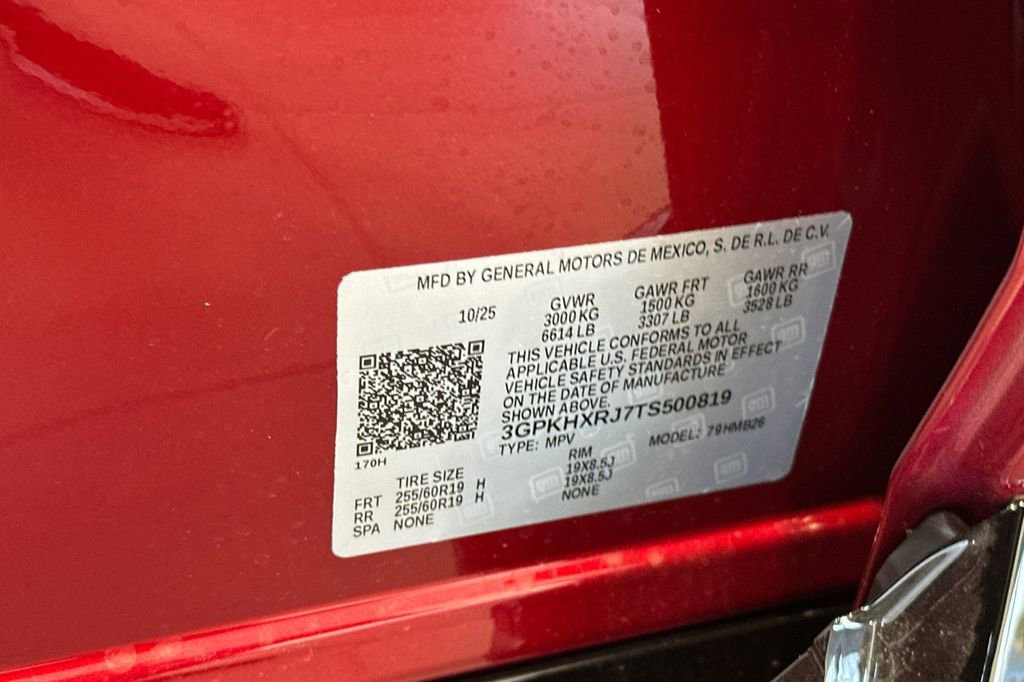 MFD BY GENERAL MOTORS DE MEXICO, S. DE R.L. DE C.V.
10/25 GVWR GAWR FRT GAWR RR
3000 KG 1500 KG 1600 KG
6614 LB 3307 LB 3528 LB
THIS VEHICLE CONFORMS TO ALL
APPLICABLE U.S. FEDERAL MOTOR
VEHICLE SAFETY STANDARDS IN EFFECT
ON THE DATE OF MANUFACTURE
SHOWN ABOVE.
3GPKHXRJ7TS500819
TYPE: MPV MODEL: 79HMB26
170H
TIRE SIZE RIM
FRT 255/60R19 H 19X8.5J
RR 255/60R19 H 19X8.5J
SPA NONE NONE